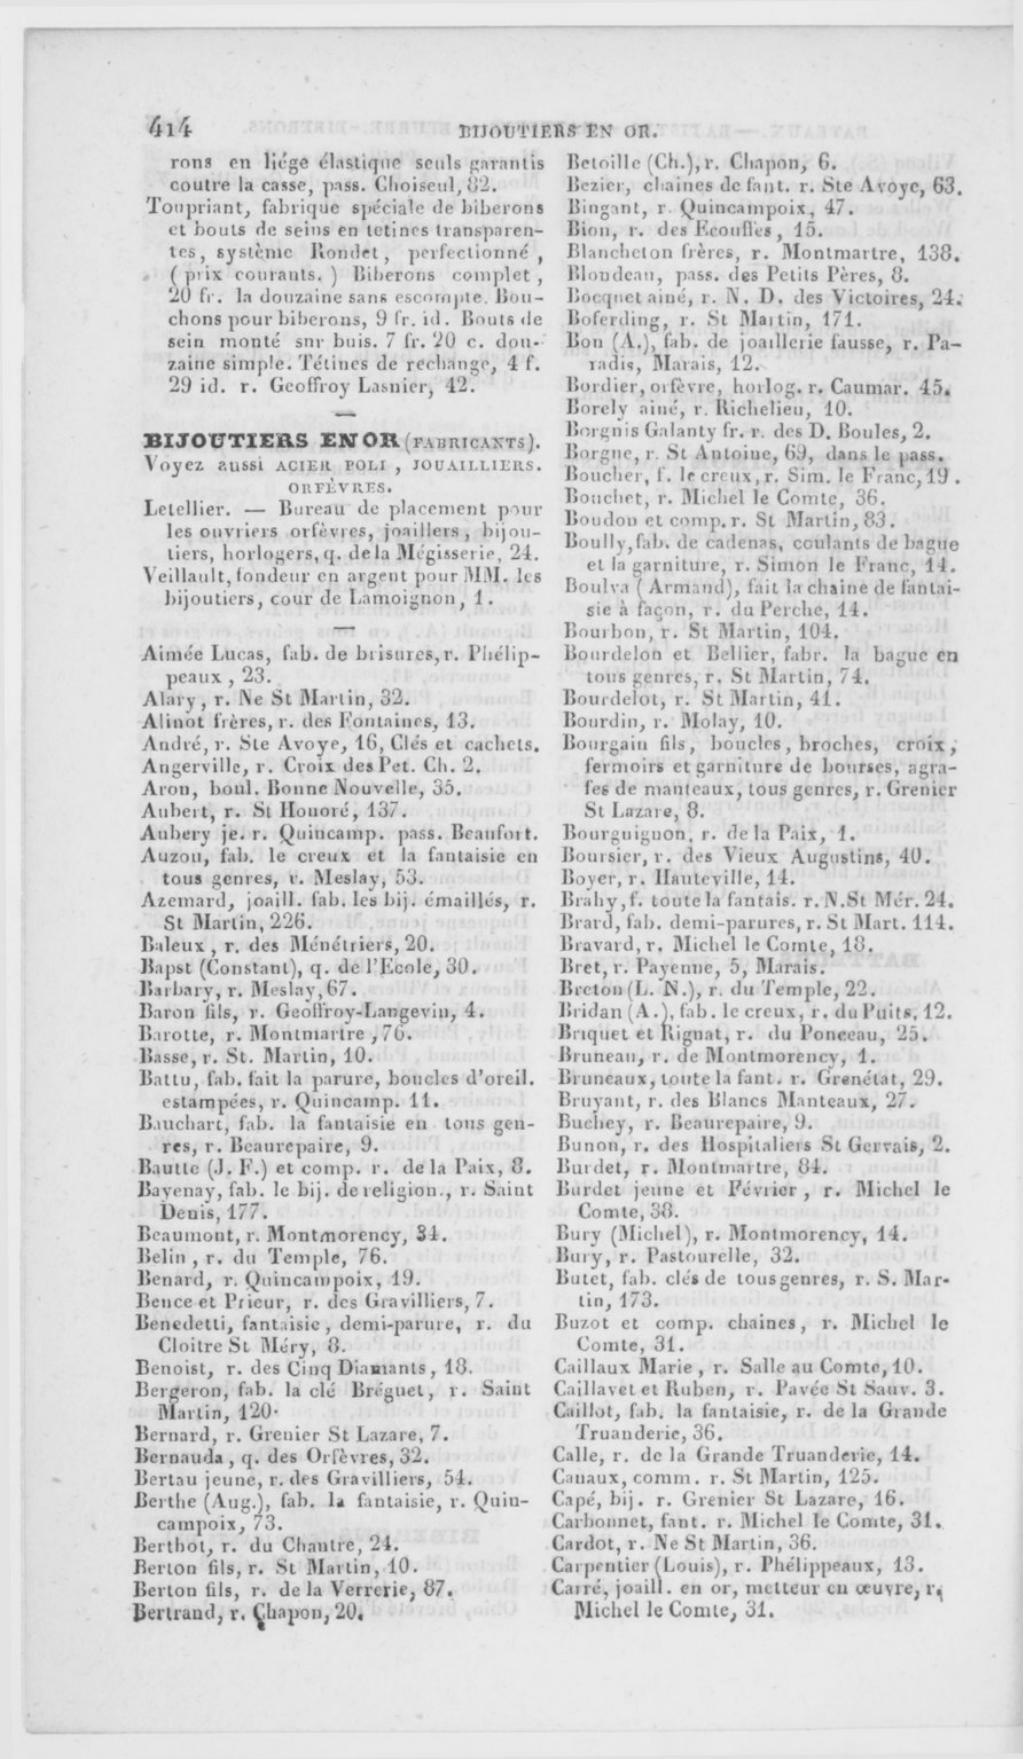 414
BIJOUTIERS EN OR.
rons en liége élastique seuls garantis
coutre la casse, pass. Choiseul, 82.
Toupriant, fabrique spéciale de biberons
et bouts de seins en tetines transparen-
tes, système Rondet, perfectionné,
(prix courants.) Biberons complet,
20 fr. la douzaine sans escompte. Bou-
chons pour biberons, 9 fr. id. Bouts de
sein monté snr buis. 7 fr. 20 c. dou-
zaine simple. Tétines de rechange, 4 f.
29 id. r. Geoffroy Lasnier, 42.
BIJOUTIERS EN OR (FABRICANTS).
Voyez aussi ACIER POLI, JOUAILLIERS.
ORFÈVRES.
Letellier. — Bureau de placement pour
les ouvriers orfèvres, joaillers, bijou-
tiers, horlogers, q. de la Mégisserie, 24.
Veillault, fondeur en argent pour MM. les
bijoutiers, cour de Lamoignon, 1.
Aimée Lucas, fab. de brisures, r. Phélip-
peaux, 23.
Alary, r. Ne St Martin, 32.
Alinot frères, r. des Fontaines, 13.
André, r. Ste Avoye, 16, Clés et cachets.
Angerville, r. Croix des Pet. Ch. 2.
Aron, boul. Bonne Nouvelle, 35.
Aubert, r. St Honoré, 137.
Aubery je. r. Quincamp. pass. Beaufort.
Auzou, fab. le creux et la fantaisie en
tous genres, r. Meslay, 53.
Azemard, joaill. fab. les bij. émaillés, r.
St Martin, 226.
Baleux, r. des Ménétriers, 20.
Bapst (Constant), q. de l'Ecole, 30.
Barbary, r. Meslay, 67.
Baron fils, r. Geoffroy-Langevin, 4.
Barotte, r. Montmartre, 76.
Basse, r. St. Martin, 10.
Battu, fab. fait la parure, boucles d'oreil.
estampées, r. Quincamp. 11.
Bauchart, fab. la fantaisie en tous gen-
res, r. Beaurepaire, 9.
Bautte (J. F.) et comp. r. de la Paix, 8.
Bayenay, fab. le bij. de religion., r. Saint
Denis, 177.
Beaumont, r. Montmorency, 34.
Belin, r. du Temple, 76.
Benard, r. Quincampoix, 19.
Bence et Prieur, r. des Gravilliers, 7.
Benedetti, fantaisie, demi-parure, r. du
Cloitre St Méry, 8.
Benoist, r. des Cinq Diamants, 18.
Bergeron, fab. la clé Bréguet, r. Saint
Martin, 120.
Bernard, r. Grenier St Lazare, 7.
Bernauda, q. des Orfèvres, 32.
Bertau jeune, r. des Gravilliers, 54.
Berthe (Aug.), fab. la fantaisie, r. Quin-
campoix, 73.
Berthot, r. du Chantre, 24.
Berton fils, r. St Martin, 10.
Berton fils, r. de la Verrerie, 87.
Bertrand, r. Chapon, 20.
Betoille (Ch.), r. Chapon, 6.
Bezier, chaines de fant. r. Ste Avoye, 63.
Bingant, r. Quincampoix, 47.
Bion, r. des Ecouffles, 15.
Blancheton frères, r. Montmartre, 138.
Blondeau, pass. des Petits Pères, 8.
Bocquet ainé, r. N. D. des Victoires, 24.
Boferding, r. St Martin, 171.
Bon (A.), fab. de joaillerie fausse, r. Pa-
radis, Marais, 12.
Bordier, orfèvre, horlog. r. Caumar. 45.
Borely ainé, r. Richelieu, 10.
Borgnis Galanty fr. r. des D. Boules, 2.
Borgne, r. St Antoine, 69, dans le pass.
Boucher, f. le creux, r. Sim. le Franc, 19.
Bouchet, r. Michel le Comte, 36.
Boudon et comp. r. St Martin, 83.
Boully, fab. de cadenas, coulants de bague
et la garniture, r. Simon le Franc, 14.
Boulva (Armand), fait la chaine de fantai-
sie à façon, r. du Perche, 14.
Bourbon, r. St Martin, 104.
Bourdelon et Bellier, fabr. la bague en
tous genres, r. St Martin, 74.
Bourdelot, r. St Martin, 41.
Bourdin, r. Molay, 10.
Bourgain fils, boucles, broches, croix,
fermoirs et garniture de bourses, agra-
fes de manteaux, tous genres, r. Grenier
St Lazare, 8.
Bourguignon, r. de la Paix, 1.
Boursier, r. des Vieux Augustins, 40.
Boyer, r. Hauteville, 14.
Brahy, f. toute la fantais. r. N. St Mér. 24.
Brard, fab. demi-parures, r. St Mart. 114.
Bravard, r. Michel le Comte, 18.
Bret, r. Payenne, 5, Marais.
Breton (L. N.), r. du Temple, 22.
Bridan (A.), fab. le creux, r. du Puits, 12.
Briquet et Rignat, r. du Ponceau, 25.
Bruneau, r. de Montmorency, 1.
Bruneaux, toute la fant. r. Grenétat, 29.
Bruyant, r. des Blancs Manteaux, 27.
Buchey, r. Beaurepaire, 9.
Bunon, r. des Hospitaliers St Gervais, 2.
Burdet, r. Montmartre, 84.
Burdet jeune et Février, r. Michel le
Comte, 38.
Bury (Michel), r. Montmorency, 14.
Bury, r. Pastourelle, 32.
Butet, fab. clés de tous genres, r. S. Mar-
tin, 173.
Buzot et comp. chaines, r. Michel le
Comte, 31.
Caillaux Marie, r. Salle au Comte, 10.
Caillavet et Ruben, r. Pavée St Sauv. 3.
Caillot, fab. la fantaisie, r. de la Grande
Truanderie, 36.
Calle, r. de la Grande Truanderie, 14.
Canaux, comm. r. St Martin, 125.
Capé, bij. r. Grenier St Lazare, 16.
Carbonnet, fant. r. Michel le Comte, 31.
Cardot, r. Ne St Martin, 36.
Carpentier (Louis), r. Phélippeaux, 13.
Carré, joaill. en or, metteur en œuvre, r.
Michel le Comte, 31.